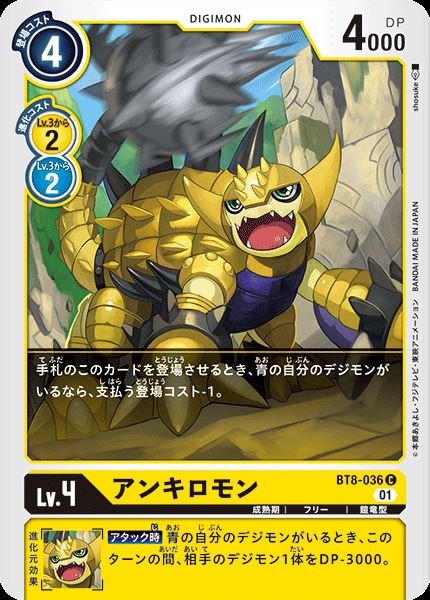 登場コスト
4
DIGIMON
DP
4000
進化コスト
Lv.3から
2
Lv.3から
2
shosuke
©本郷あきよし・フジテレビ・東映アニメーション BANDAI MADE IN JAPAN
手札のこのカードを登場させるとき、青の自分のデジモンが
いるなら、支払う登場コスト-1。
BT8-036 C
01
Lv.4
アンキロモン
成熟期 | フリー | 鎧竜型
進化元効果
アタック時 青の自分のデジモンがいるとき、この
ターンの間、相手のデジモン1体をDP-3000。